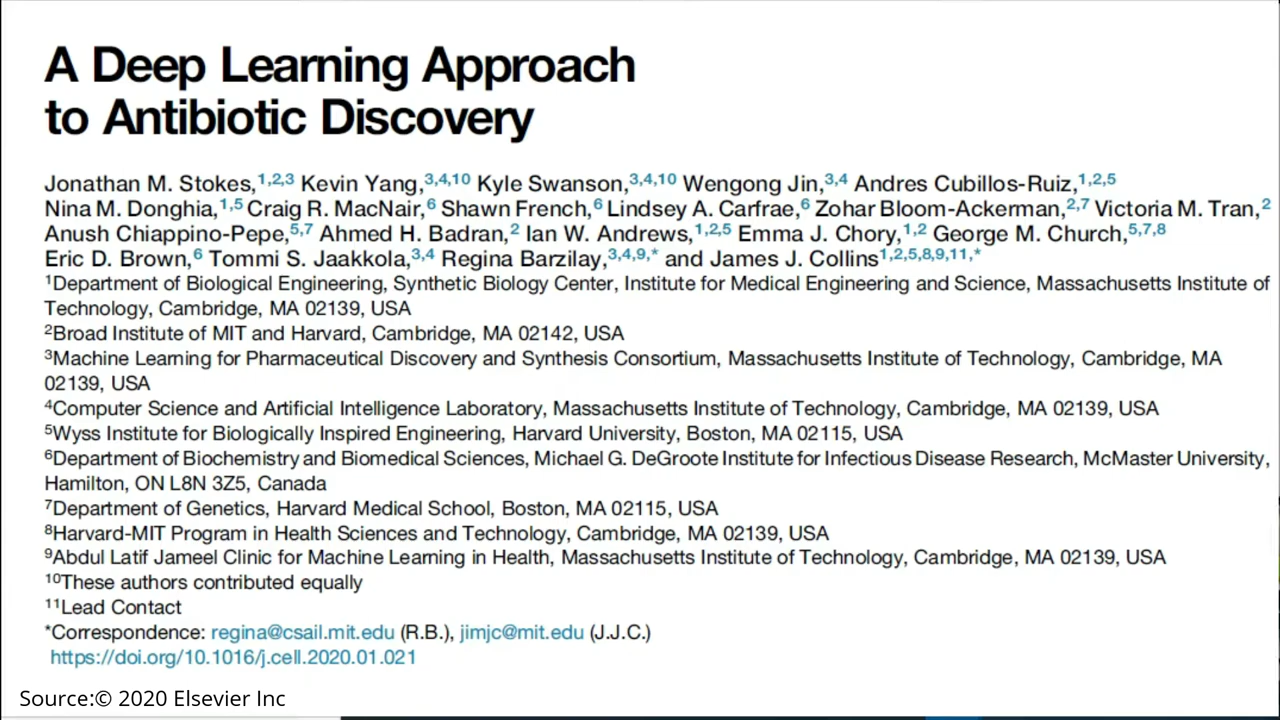 A Deep Learning Approach
to Antibiotic Discovery
Jonathan M. Stokes,1,2,3 Kevin Yang,3,4,10 Kyle Swanson,3,4,10 Wengong Jin,3,4 Andres Cubillos-Ruiz,1,2,5
Nina M. Donghia,1,5 Craig R. MacNair,6 Shawn French,6 Lindsey A. Carfrae,6 Zohar Bloom-Ackerman,2,7 Victoria M. Tran,2
Anush Chiappino-Pepe,5,7 Ahmed H. Badran,2 Ian W. Andrews,1,2,5 Emma J. Chory,1,2 George M. Church,5,7,8
Eric D. Brown,6 Tommi S. Jaakkola,3,4 Regina Barzilay,3,4,9,* and James J. Collins1,2,5,8,9,11,*
1Department of Biological Engineering, Synthetic Biology Center, Institute for Medical Engineering and Science, Massachusetts Institute of
Technology, Cambridge, MA 02139, USA
2Broad Institute of MIT and Harvard, Cambridge, MA 02142, USA
3Machine Learning for Pharmaceutical Discovery and Synthesis Consortium, Massachusetts Institute of Technology, Cambridge, MA
02139, USA
4Computer Science and Artificial Intelligence Laboratory, Massachusetts Institute of Technology, Cambridge, MA 02139, USA
5Wyss Institute for Biologically Inspired Engineering, Harvard University, Boston, MA 02115, USA
6Department of Biochemistry and Biomedical Sciences, Michael G. DeGroote Institute for Infectious Disease Research, McMaster University,
Hamilton, ON L8N 3Z5, Canada
7Department of Genetics, Harvard Medical School, Boston, MA 02115, USA
8Harvard-MIT Program in Health Sciences and Technology, Cambridge, MA 02139, USA
9Abdul Latif Jameel Clinic for Machine Learning in Health, Massachusetts Institute of Technology, Cambridge, MA 02139, USA
10These authors contributed equally
11Lead Contact
*Correspondence: regina@csail.mit.edu (R.B.), jimjc@mit.edu (J.J.C.)
https://doi.org/10.1016/j.cell.2020.01.021
Source:© 2020 Elsevier Inc